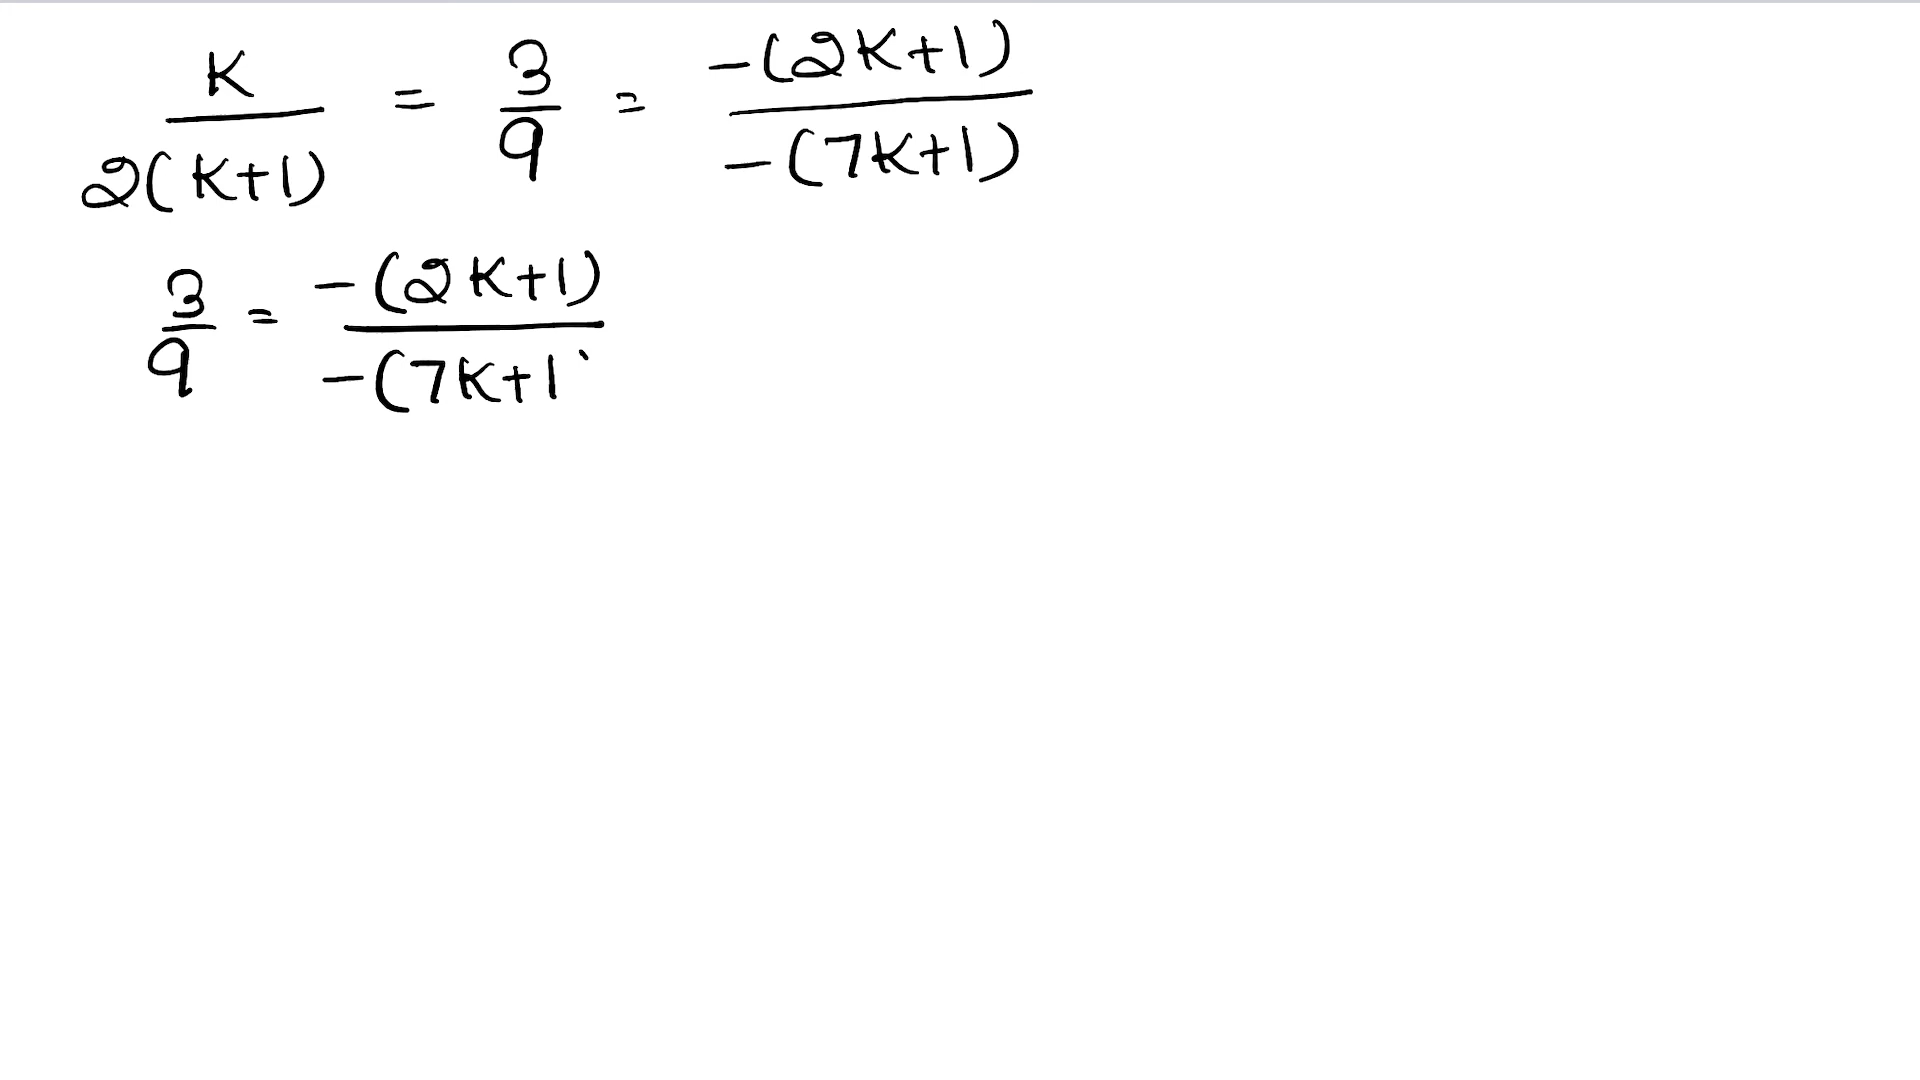 K/2(K+1) = 3/9 = -(2K+1)/-(7K+1)
3/9 = -(2K+1)/-(7K+1